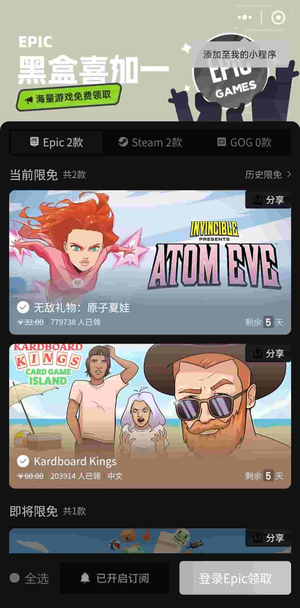 EPIC
添加至我的小程序
黑盒喜加一
海量游戏免费领取
EPIC
GAMES
Epic 2款
Steam 2款
GOG 0款
当前限免 共2款
历史限免
分享
INVINCIBLE
PRESENTS
ATOM EVE
无敌礼物：原子夏娃
￥32.00 779738 人已领
剩余 5 天
分享
KARDBOARD
KINGS
CARD GAME
ISLAND
Kardboard Kings
￥60.00 203914 人已领 中文
剩余 5 天
即将限免 共1款
分享
全选
已开启订阅
登录Epic领取